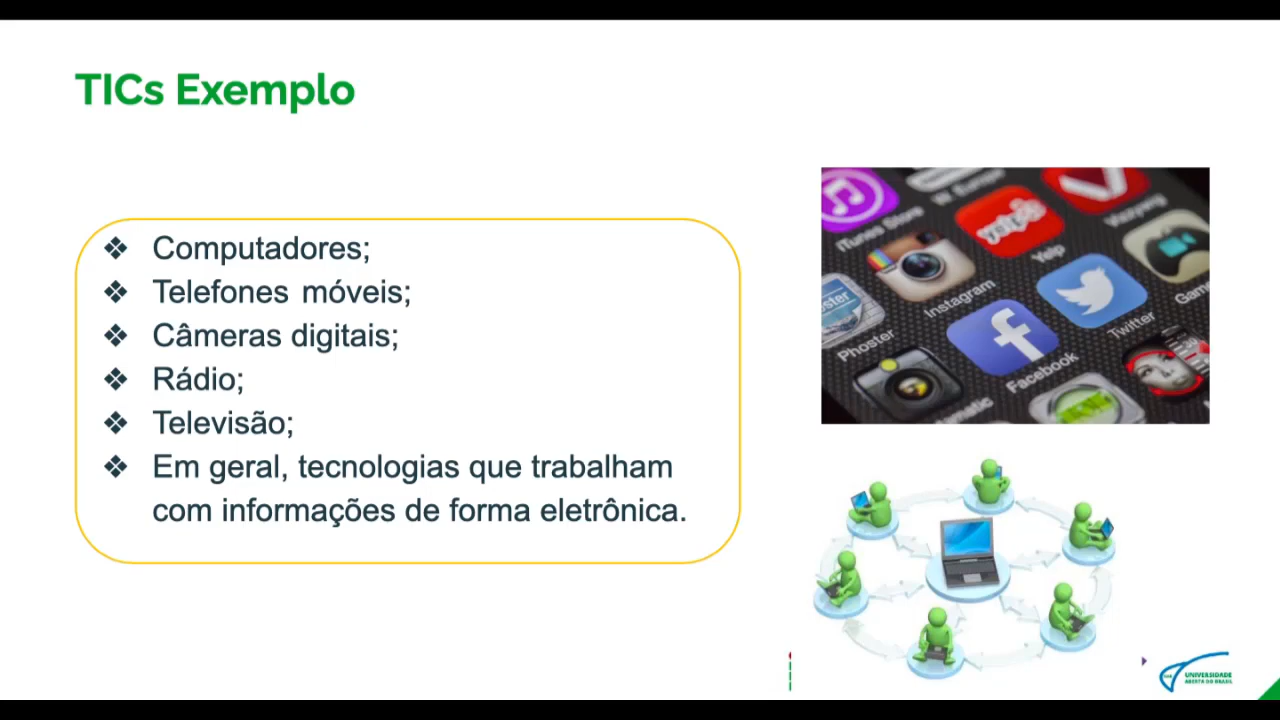 TICs Exemplo
❖ Computadores;
❖ Telefones móveis;
❖ Câmeras digitais;
❖ Rádio;
❖ Televisão;
❖ Em geral, tecnologias que trabalham
com informações de forma eletrônica.
iTunes Store
Yelp
yelp
Instagram
Phoster
Facebook
Twitter
UNIVERSIDADE
ABERTA DO BRASIL